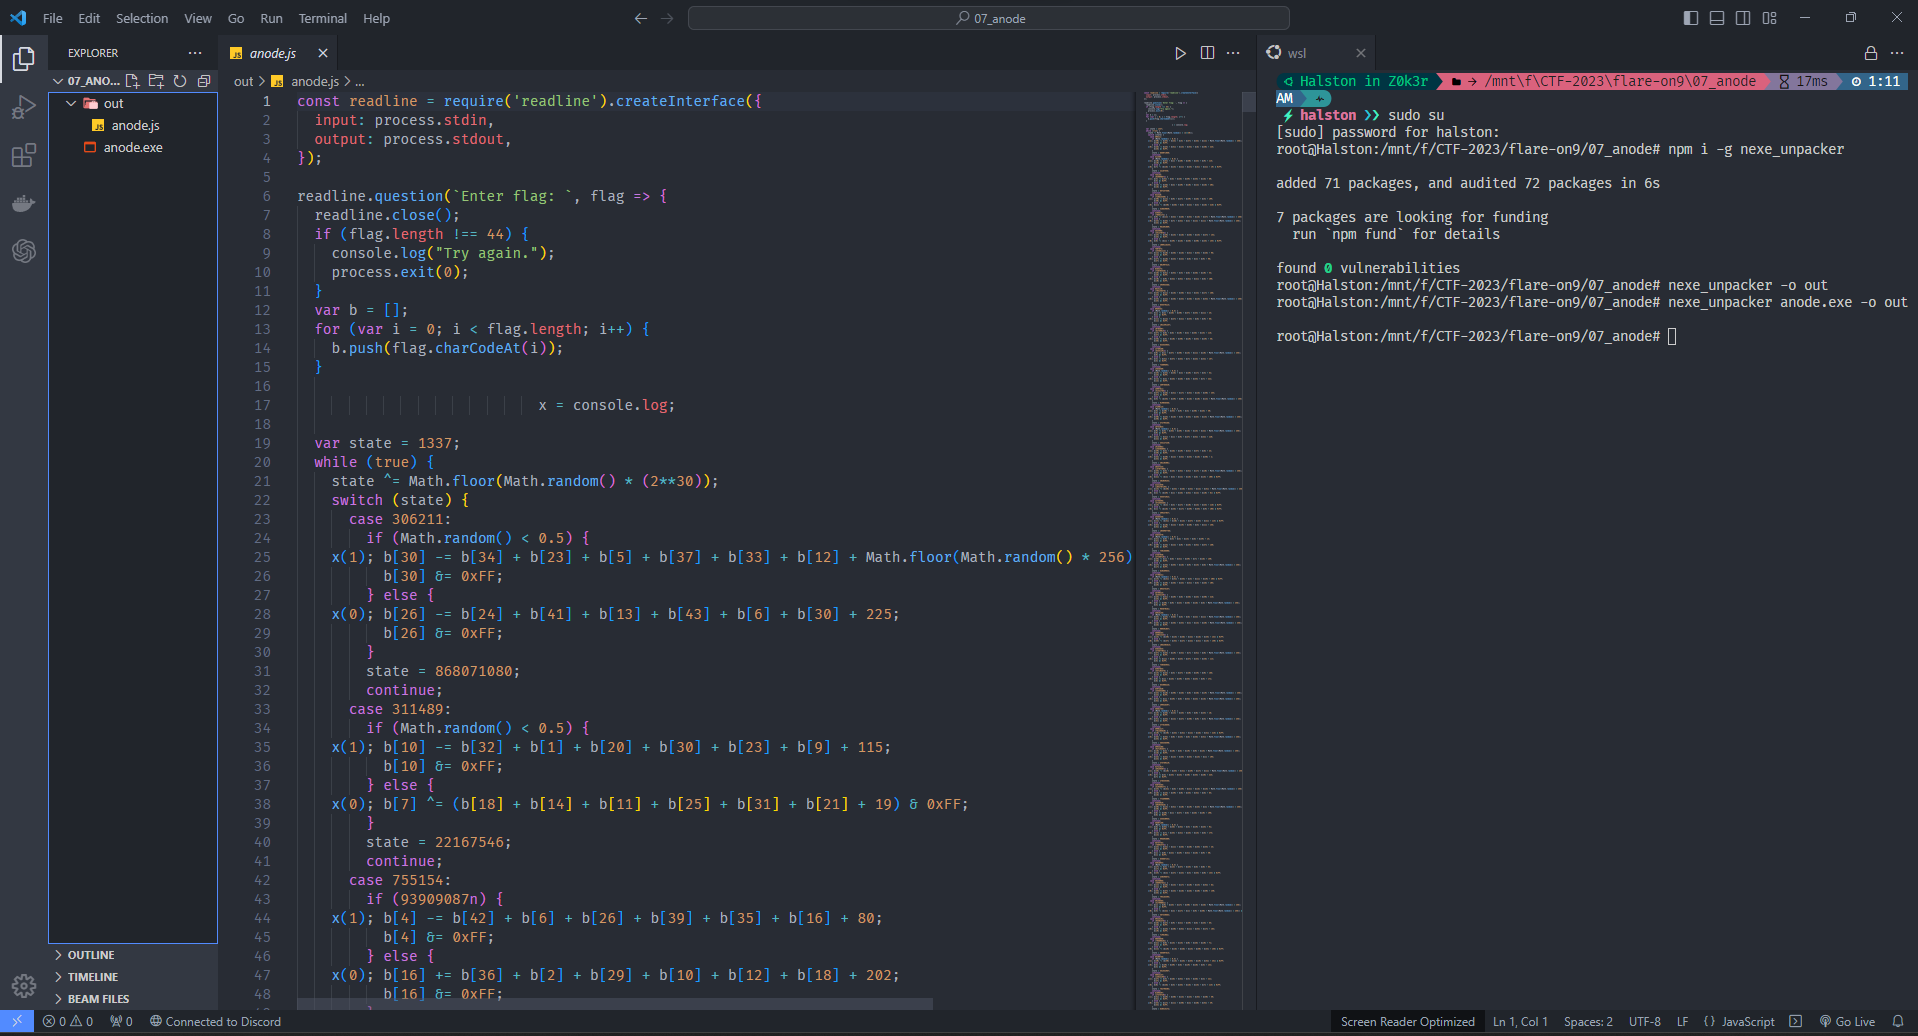 File Edit Selection View Go Run Terminal Help
07_anode
EXPLORER
07_ANO...
out
anode.js
anode.exe
OUTLINE
TIMELINE
BEAM FILES
anode.js
out > anode.js > ...
1 const readline = require('readline').createInterface({
2 input: process.stdin,
3 output: process.stdout,
4 });
5
6 readline.question(`Enter flag: `, flag => {
7 readline.close();
8 if (flag.length !== 44) {
9 console.log("Try again.");
10 process.exit(0);
11 }
12 var b = [];
13 for (var i = 0; i < flag.length; i++) {
14 b.push(flag.charCodeAt(i));
15 }
16
17 x = console.log;
18
19 var state = 1337;
20 while (true) {
21 state ^= Math.floor(Math.random() * (2**30));
22 switch (state) {
23 case 306211:
24 if (Math.random() < 0.5) {
25 x(1); b[30] -= b[34] + b[23] + b[5] + b[37] + b[33] + b[12] + Math.floor(Math.random() * 256)
26 b[30] &= 0xFF;
27 } else {
28 x(0); b[26] -= b[24] + b[41] + b[13] + b[43] + b[6] + b[30] + 225;
29 b[26] &= 0xFF;
30 }
31 state = 868071080;
32 continue;
33 case 311489:
34 if (Math.random() < 0.5) {
35 x(1); b[10] -= b[32] + b[1] + b[20] + b[30] + b[23] + b[9] + 115;
36 b[10] &= 0xFF;
37 } else {
38 x(0); b[7] ^= (b[18] + b[14] + b[11] + b[25] + b[31] + b[21] + 19) & 0xFF;
39 }
40 state = 22167546;
41 continue;
42 case 755154:
43 if (93909087n) {
44 x(1); b[4] -= b[42] + b[6] + b[26] + b[39] + b[35] + b[16] + 80;
45 b[4] &= 0xFF;
46 } else {
47 x(0); b[16] += b[36] + b[2] + b[29] + b[10] + b[12] + b[18] + 202;
48 b[16] &= 0xFF;
wsl
Halston in Z0k3r → /mnt\f\CTF-2023\flare-on9\07_anode 17ms 1:11
AM
halston ❯❯ sudo su
[sudo] password for halston:
root@Halston:/mnt/f/CTF-2023/flare-on9/07_anode# npm i -g nexe_unpacker
added 71 packages, and audited 72 packages in 6s
7 packages are looking for funding
run `npm fund` for details
found 0 vulnerabilities
root@Halston:/mnt/f/CTF-2023/flare-on9/07_anode# nexe_unpacker -o out
root@Halston:/mnt/f/CTF-2023/flare-on9/07_anode# nexe_unpacker anode.exe -o out
root@Halston:/mnt/f/CTF-2023/flare-on9/07_anode#
0 0 0 Connected to Discord
Screen Reader Optimized Ln 1, Col 1 Spaces: 2 UTF-8 LF {} JavaScript Go Live